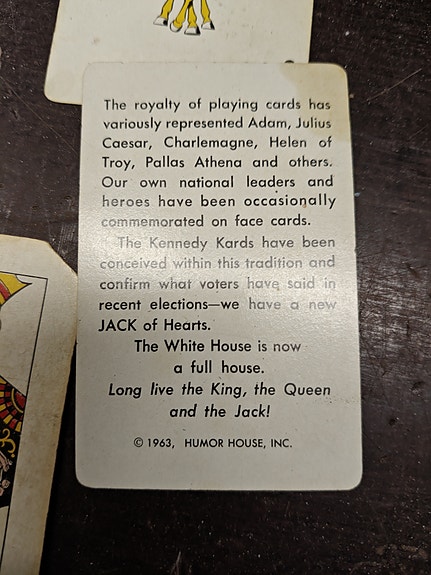 The royalty of playing cards has
variously represented Adam, Julius
Caesar, Charlemagne, Helen of
Troy, Pallas Athena and others.
Our own national leaders and
heroes have been occasionally
commemorated on face cards.
The Kennedy Kards have been
conceived within this tradition and
confirm what voters have said in
recent elections—we have a new
JACK of Hearts.
The White House is now
a full house.
Long live the King, the Queen
and the Jack!
© 1963, HUMOR HOUSE, INC.